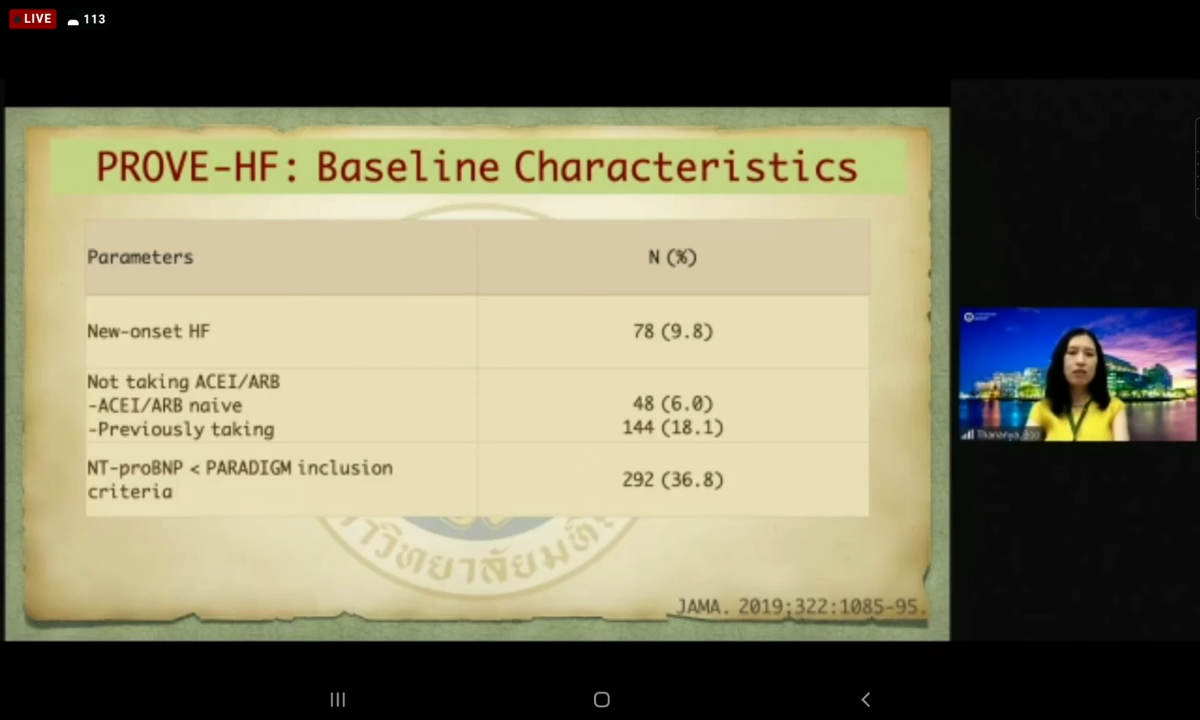 LIVE 113
PROVE-HF: Baseline Characteristics
Parameters N (%)
New-onset HF 78 (9.8)
Not taking ACEI/ARB
-ACEI/ARB naive 48 (6.0)
-Previously taking 144 (18.1)
NT-proBNP < PARADIGM inclusion
criteria 292 (36.8)
JAMA. 2019;322:1085-95.
Thananya